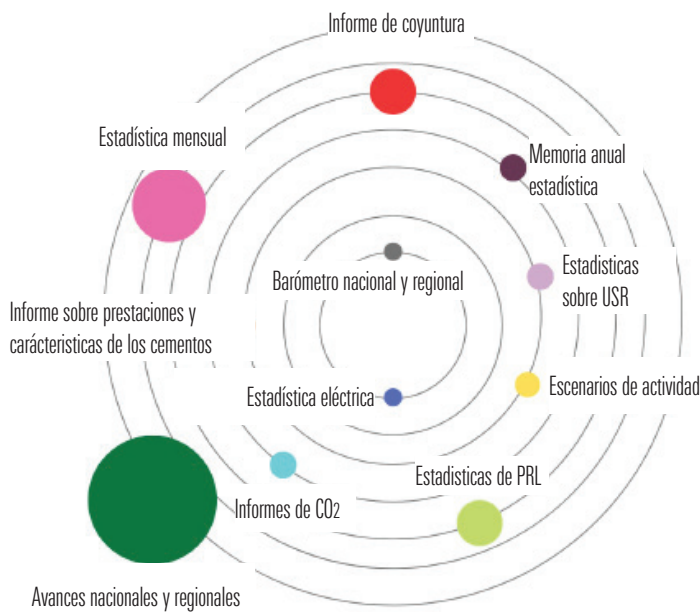 Informe de coyuntura
Estadística mensual
Memoria anual
estadística
Barómetro nacional y regional
Estadisticas
sobre USR
Informe sobre prestaciones y
carácteristicas de los cementos
Estadística eléctrica
Escenarios de actividad
Estadisticas de PRL
Informes de CO2
Avances nacionales y regionales